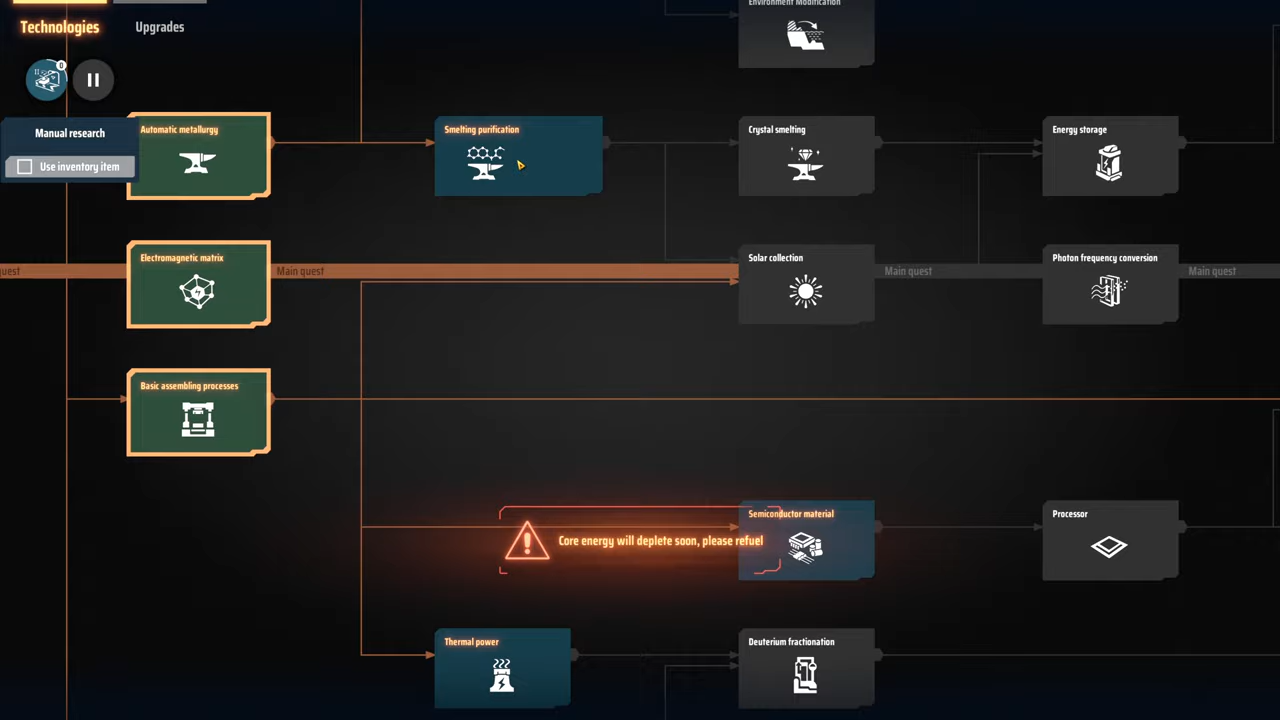 Environment Modification
Technologies
Upgrades
0
Manual research
Use inventory item
Automatic metallurgy
Smelting purification
Crystal smelting
Energy storage
Electromagnetic matrix
Solar collection
Photon frequency conversion
quest
Main quest
Main quest
Main quest
Basic assembling processes
Semiconductor material
Processor
Core energy will deplete soon, please refuel
Thermal power
Deuterium fractionation